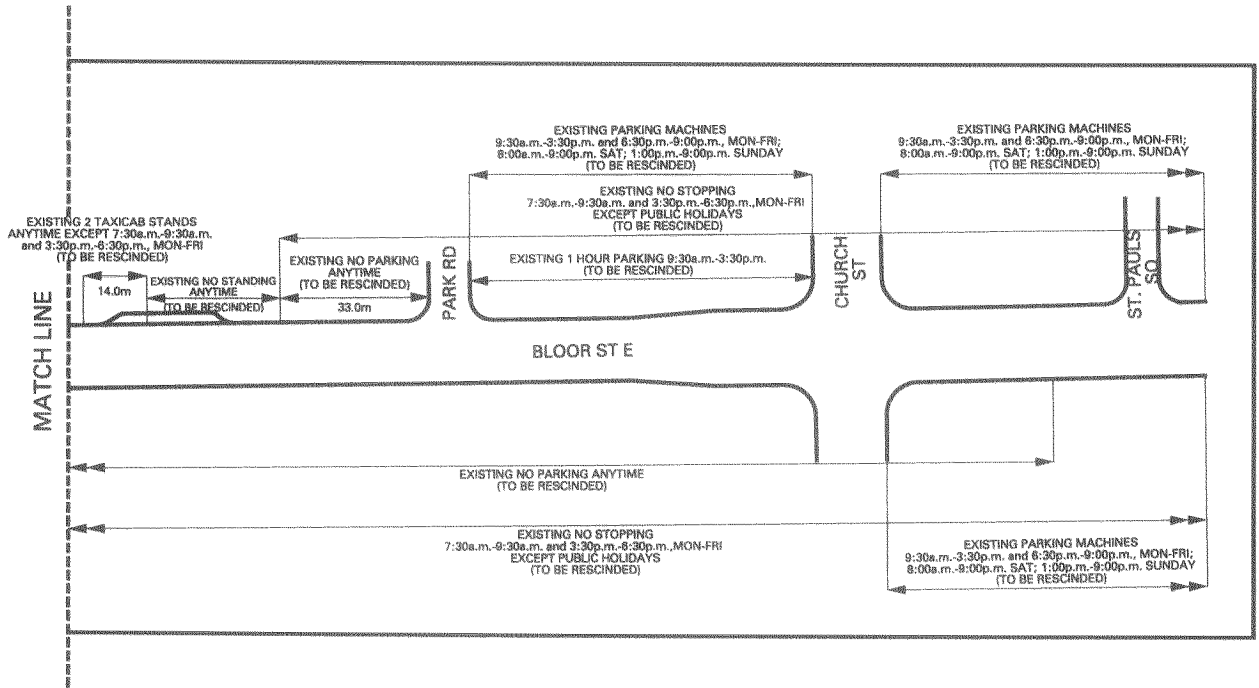 EXISTING PARKING MACHINES
9:30a.m.-3:30p.m. and 6:30p.m.-9:00p.m., MON-FRI;
8:00a.m.-9:00p.m. SAT; 1:00p.m.-9:00p.m. SUNDAY
(TO BE RESCINDED)
EXISTING PARKING MACHINES
9:30a.m.-3:30p.m. and 6:30p.m.-9:00p.m., MON-FRI;
8:00a.m.-9:00p.m. SAT; 1:00p.m.-9:00p.m. SUNDAY
(TO BE RESCINDED)
EXISTING NO STOPPING
7:30a.m.-9:30a.m. and 3:30p.m.-6:30p.m.,MON-FRI
EXCEPT PUBLIC HOLIDAYS
(TO BE RESCINDED)
EXISTING 2 TAXICAB STANDS
ANYTIME EXCEPT 7:30a.m.-9:30a.m.
and 3:30p.m.-6:30p.m., MON-FRI
(TO BE RESCINDED)
14.0m
EXISTING NO STANDING
ANYTIME
(TO BE RESCINDED)
EXISTING NO PARKING
ANYTIME
(TO BE RESCINDED)
33.0m
PARK RD
EXISTING 1 HOUR PARKING 9:30a.m.-3:30p.m.
(TO BE RESCINDED)
CHURCH
ST
ST. PAULS
SQ
MATCH LINE
BLOOR ST E
EXISTING NO PARKING ANYTIME
(TO BE RESCINDED)
EXISTING NO STOPPING
7:30a.m.-9:30a.m. and 3:30p.m.-6:30p.m.,MON-FRI
EXCEPT PUBLIC HOLIDAYS
(TO BE RESCINDED)
EXISTING PARKING MACHINES
9:30a.m.-3:30p.m. and 6:30p.m.-9:00p.m., MON-FRI;
8:00a.m.-9:00p.m. SAT; 1:00p.m.-9:00p.m. SUNDAY
(TO BE RESCINDED)